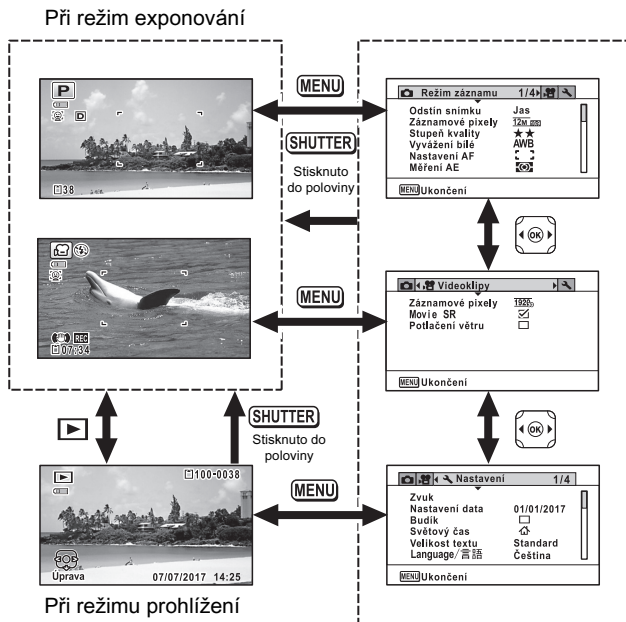 Při režim exponování
P
D
38
MENU
SHUTTER
Stisknuto
do poloviny
Režim záznamu 1/4
Odstín snímku Jas
Záznamové pixely 12M
Stupeň kvality ★★
Vyvážení bílé AWB
Nastavení AF
Měření AE
MENU Ukončení
OK
REC
07:34
MENU
Videoklipy
Záznamové pixely
Movie SR
Potlačení větru
MENU Ukončení
OK
SHUTTER
Stisknuto do
poloviny
100-0038
Úprava 07/07/2017 14:25
MENU
Nastavení 1/4
Zvuk
Nastavení data 01/01/2017
Budík
Světový čas
Velikost textu Standard
Language/言語 Čeština
MENU Ukončení
Při režimu prohlížení